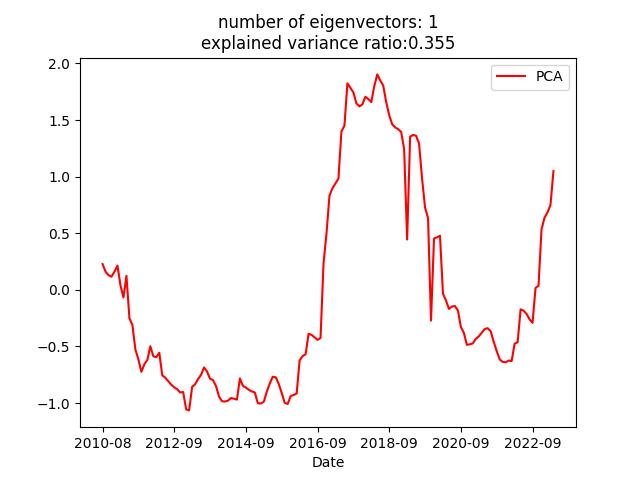 number of eigenvectors: 1
explained variance ratio:0.355
PCA
2.0
1.5
1.0
0.5
0.0
−0.5
−1.0
2010-08 2012-09 2014-09 2016-09 2018-09 2020-09 2022-09
Date